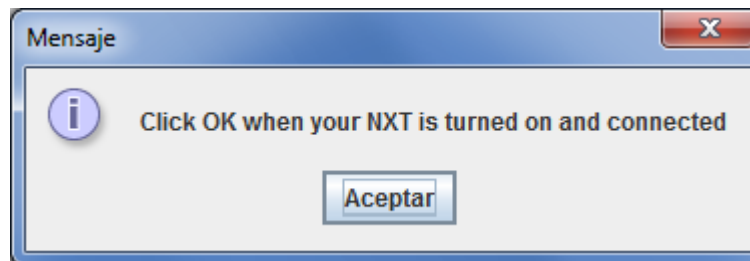 Mensaje
Click OK when your NXT is turned on and connected
Aceptar